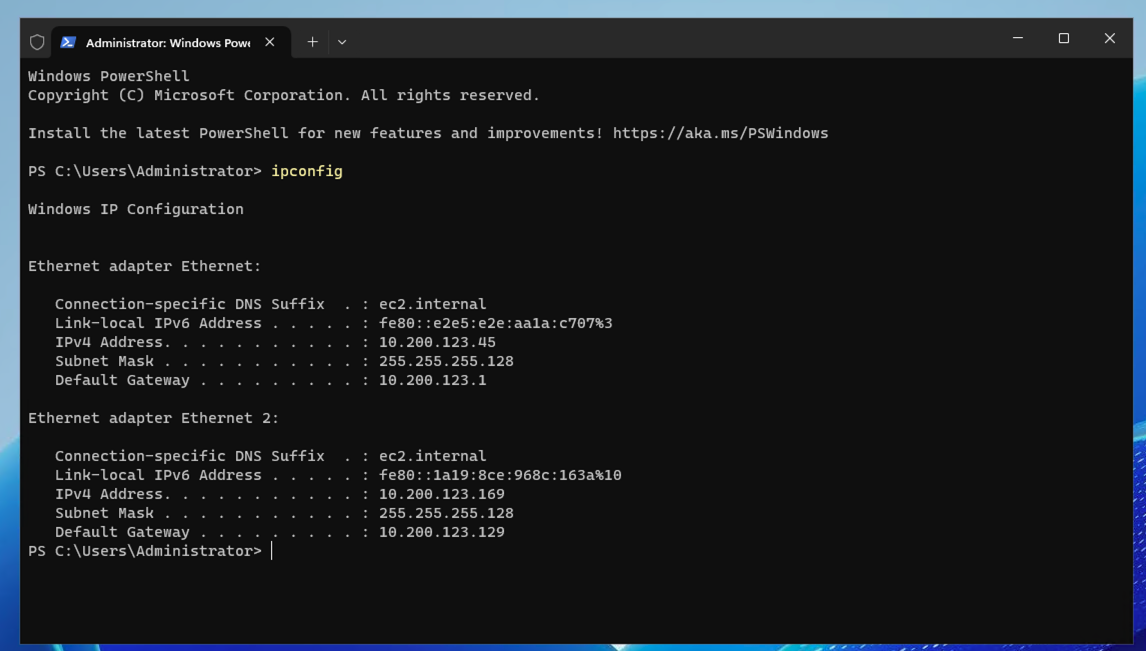 Administrator: Windows Powe
Windows PowerShell
Copyright (C) Microsoft Corporation. All rights reserved.
Install the latest PowerShell for new features and improvements! https://aka.ms/PSWindows
PS C:\Users\Administrator> ipconfig
Windows IP Configuration
Ethernet adapter Ethernet:
Connection-specific DNS Suffix  . : ec2.internal
Link-local IPv6 Address . . . . . : fe80::e2e5:e2e:aa1a:c707%3
IPv4 Address. . . . . . . . . . . : 10.200.123.45
Subnet Mask . . . . . . . . . . . : 255.255.255.128
Default Gateway . . . . . . . . . : 10.200.123.1
Ethernet adapter Ethernet 2:
Connection-specific DNS Suffix  . : ec2.internal
Link-local IPv6 Address . . . . . : fe80::1a19:8ce:968c:163a%10
IPv4 Address. . . . . . . . . . . : 10.200.123.169
Subnet Mask . . . . . . . . . . . : 255.255.255.128
Default Gateway . . . . . . . . . : 10.200.123.129
PS C:\Users\Administrator>